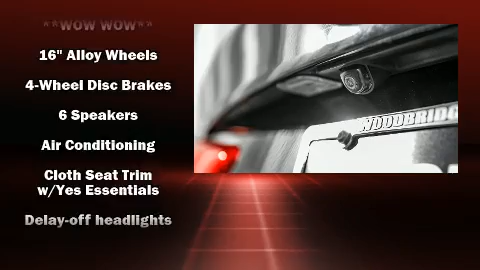 **WOW WOW**
16" Alloy Wheels
4-Wheel Disc Brakes
6 Speakers
Air Conditioning
Cloth Seat Trim
w/Yes Essentials
Delay-off headlights
WOODBRIDG